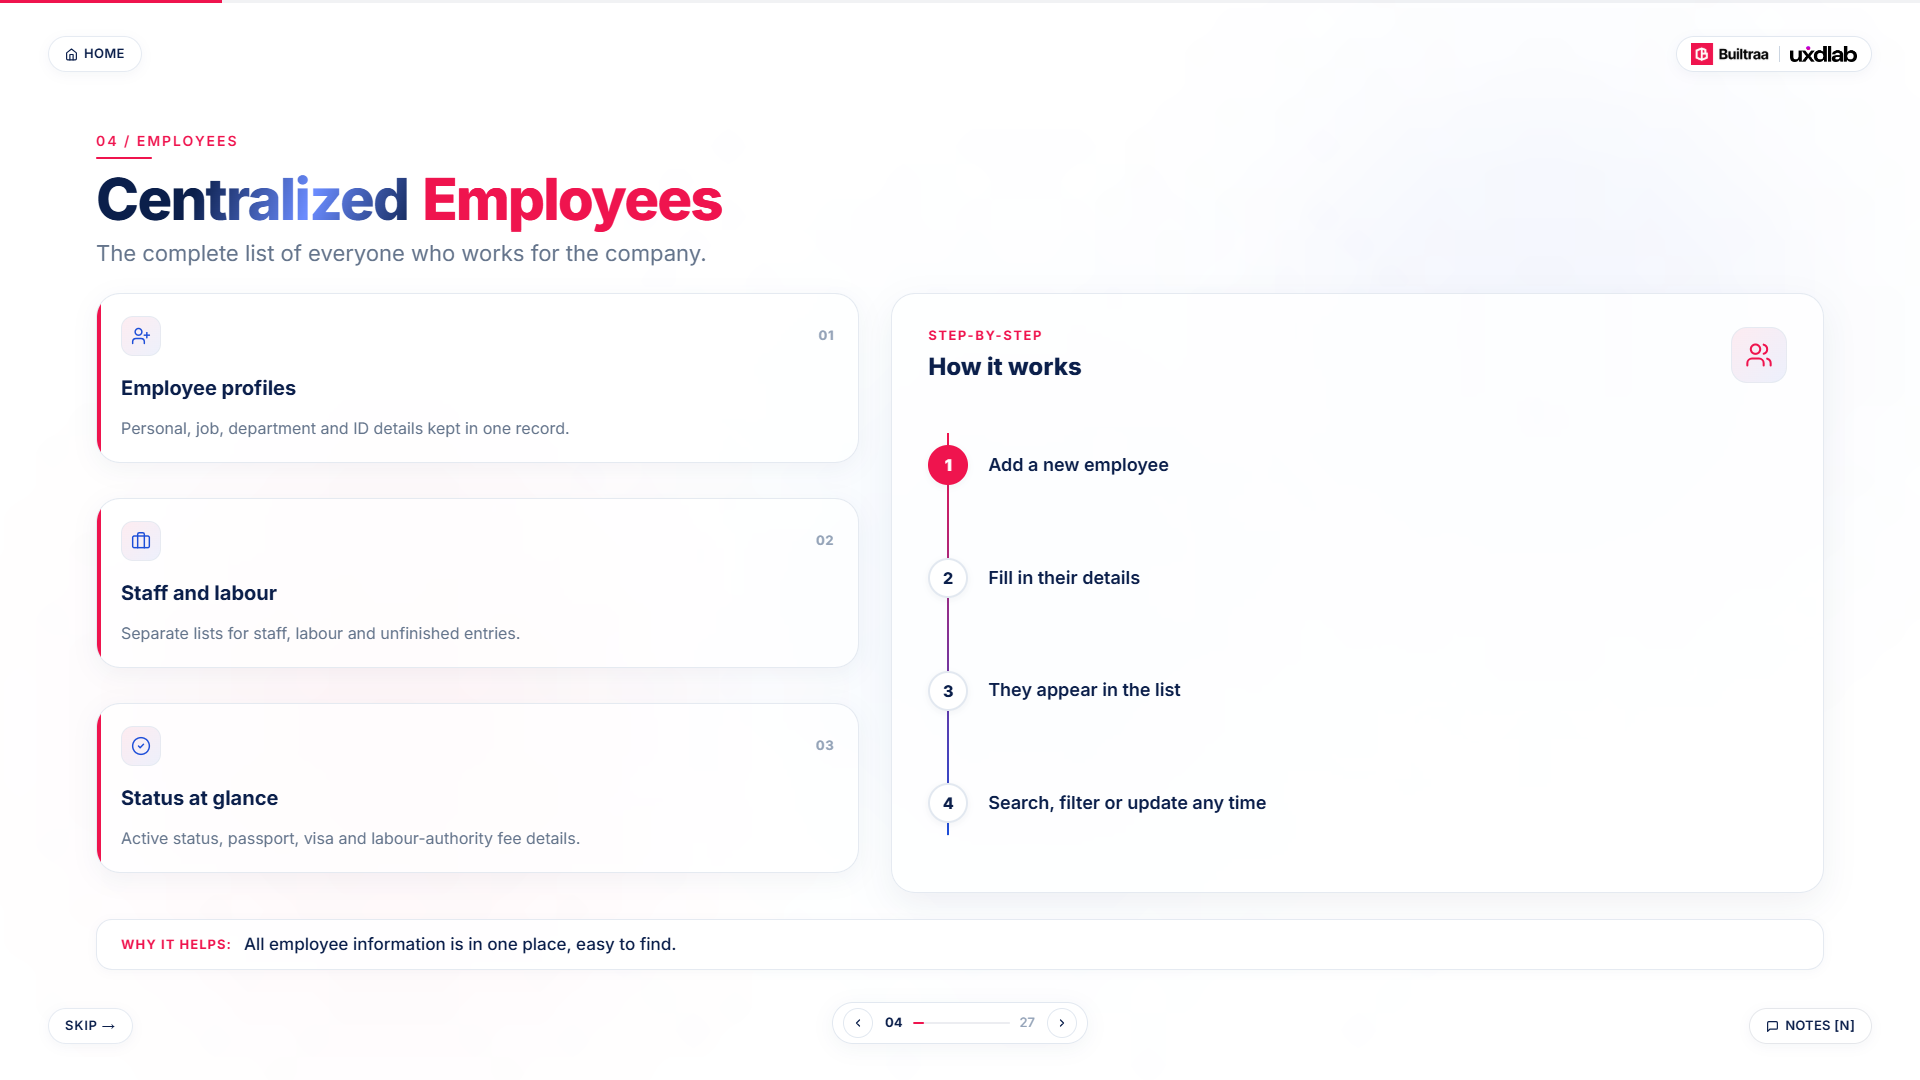 HOME
Builtraa
uxdlab
04 / EMPLOYEES
Centralized Employees
The complete list of everyone who works for the company.
01
Employee profiles
Personal, job, department and ID details kept in one record.
02
Staff and labour
Separate lists for staff, labour and unfinished entries.
03
Status at glance
Active status, passport, visa and labour-authority fee details.
STEP-BY-STEP
How it works
1 Add a new employee
2 Fill in their details
3 They appear in the list
4 Search, filter or update any time
WHY IT HELPS: All employee information is in one place, easy to find.
SKIP →
04 27
NOTES [N]